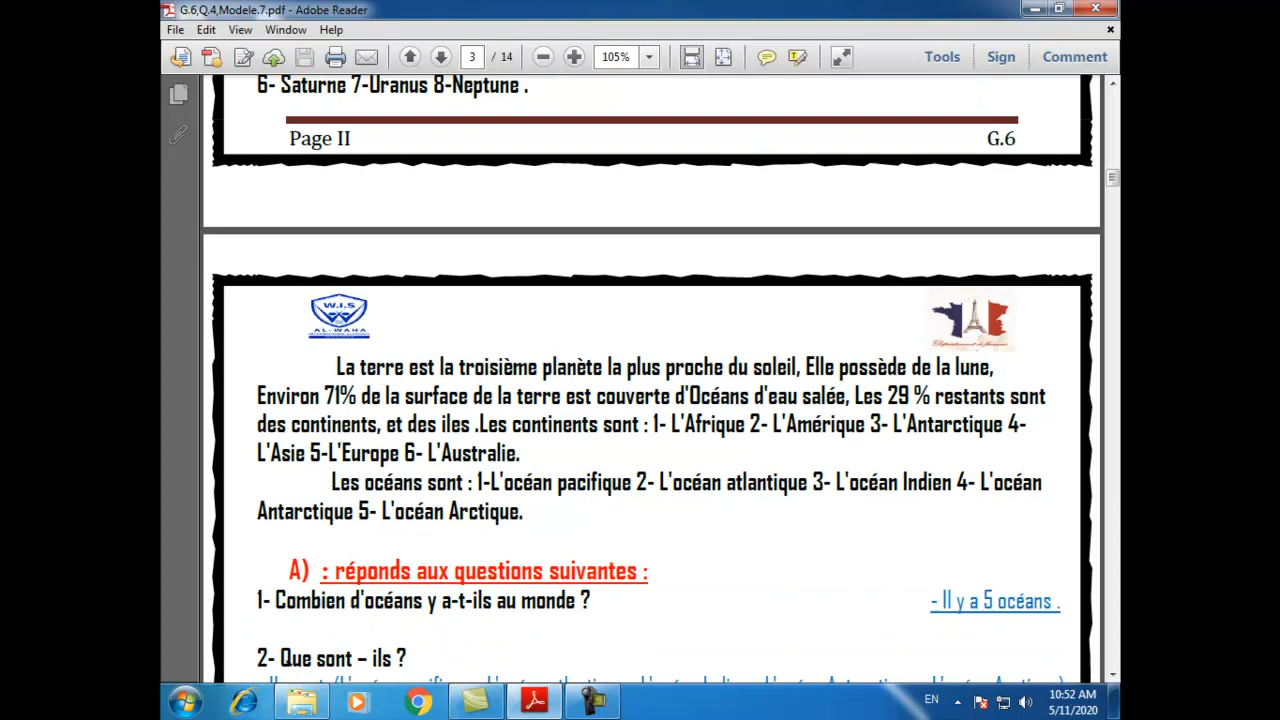 G.6,Q.4,Modele.7.pdf - Adobe Reader
File Edit View Window Help
3 / 14 105% Tools Sign Comment
6- Saturne 7-Uranus 8-Neptune .
Page II G.6
W.I.S
AL-WAHA
La terre est la troisième planète la plus proche du soleil, Elle possède de la lune,
Environ 71% de la surface de la terre est couverte d'Océans d'eau salée, Les 29 % restants sont
des continents, et des iles .Les continents sont : 1- L'Afrique 2- L'Amérique 3- L'Antarctique 4-
L'Asie 5-L'Europe 6- L'Australie.
Les océans sont : 1-L'océan pacifique 2- L'océan atlantique 3- L'océan Indien 4- L'océan
Antarctique 5- L'océan Arctique.
A) : réponds aux questions suivantes :
1- Combien d'océans y a-t-ils au monde ? - Il y a 5 océans .
2- Que sont – ils ?
EN 10:52 AM
5/11/2020